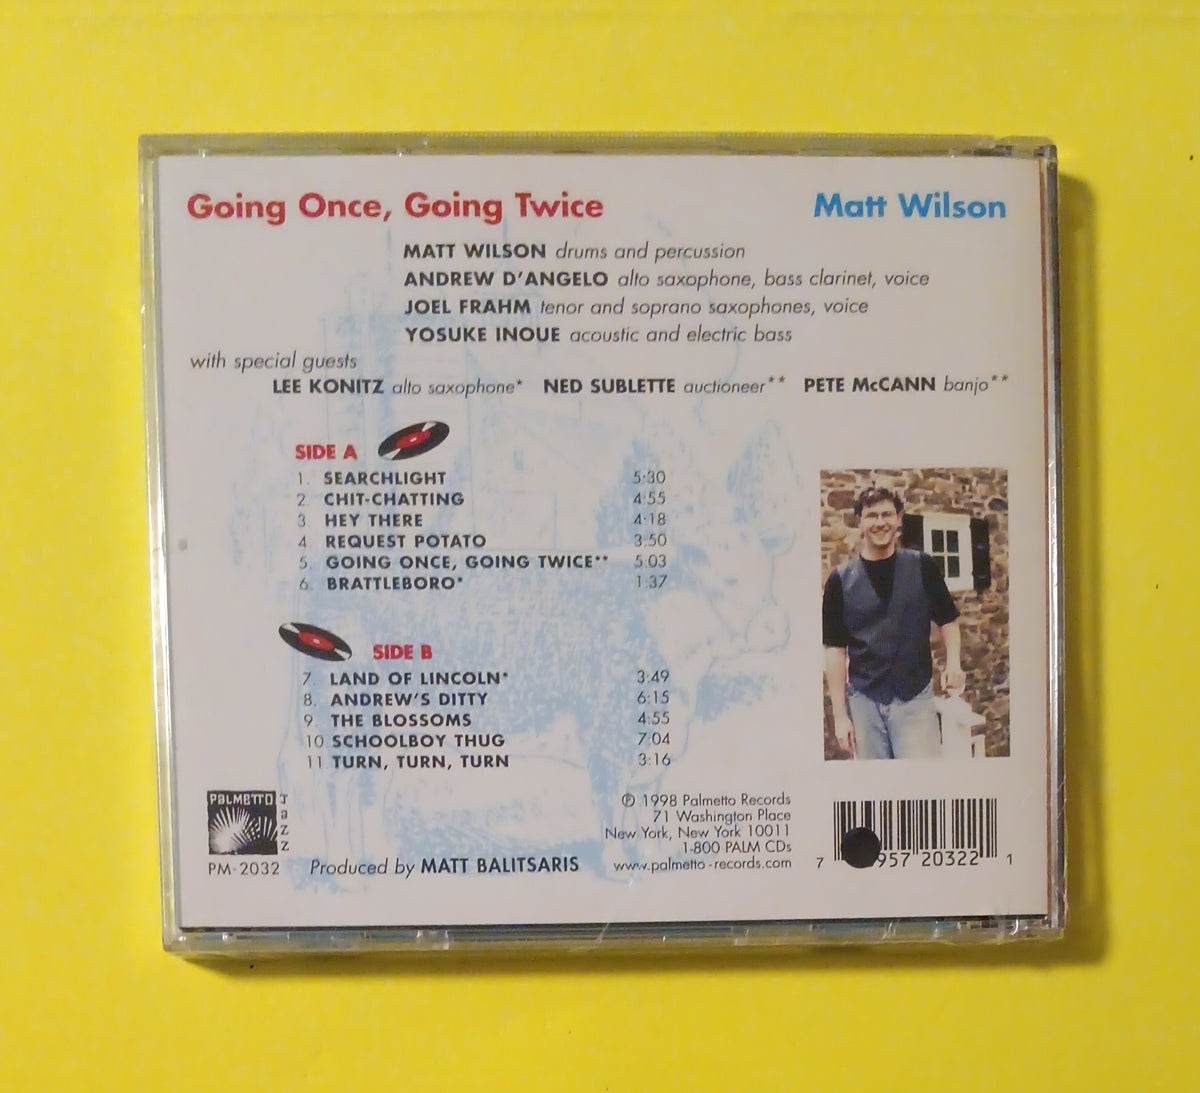 Going Once, Going Twice Matt Wilson
MATT WILSON drums and percussion
ANDREW D'ANGELO alto saxophone, bass clarinet, voice
JOEL FRAHM tenor and soprano saxophones, voice
YOSUKE INOUE acoustic and electric bass
with special guests
LEE KONITZ alto saxophone* NED SUBLETTE auctioneer** PETE McCANN banjo**
SIDE A
1. SEARCHLIGHT 5:30
2. CHIT-CHATTING 4:55
3. HEY THERE 4:18
4. REQUEST POTATO 3:50
5. GOING ONCE, GOING TWICE** 5:03
6. BRATTLEBORO* 1:37
SIDE B
7. LAND OF LINCOLN* 3:49
8. ANDREW'S DITTY 6:15
9. THE BLOSSOMS 4:55
10. SCHOOLBOY THUG 7:04
11. TURN, TURN, TURN 3:16
PALMETTO Jazz
PM-2032
Produced by MATT BALITSARIS
℗ 1998 Palmetto Records
71 Washington Place
New York, New York 10011
1-800 PALM CDs
www.palmetto-records.com
7 957 20322 1